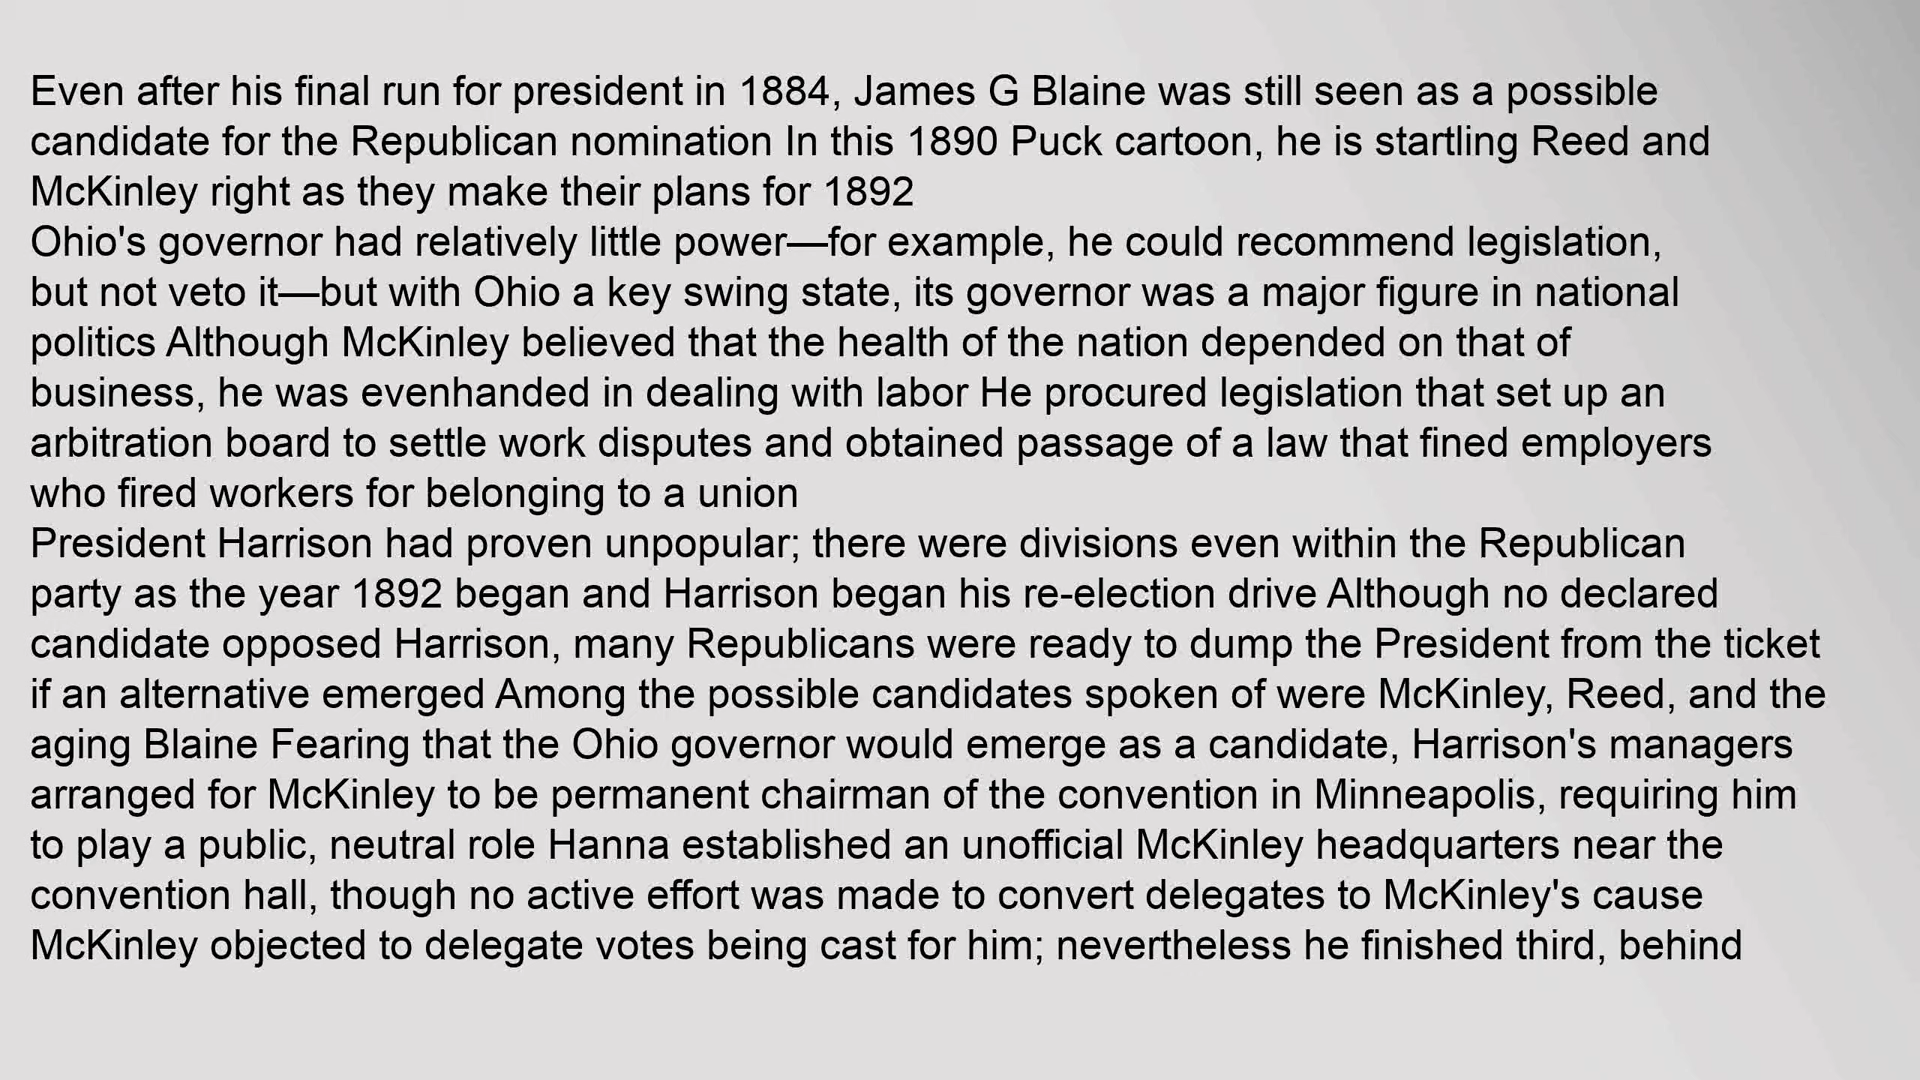 Even after his final run for president in 1884, James G Blaine was still seen as a possible
candidate for the Republican nomination In this 1890 Puck cartoon, he is startling Reed and
McKinley right as they make their plans for 1892
Ohio's governor had relatively little power—for example, he could recommend legislation,
but not veto it—but with Ohio a key swing state, its governor was a major figure in national
politics Although McKinley believed that the health of the nation depended on that of
business, he was evenhanded in dealing with labor He procured legislation that set up an
arbitration board to settle work disputes and obtained passage of a law that fined employers
who fired workers for belonging to a union
President Harrison had proven unpopular; there were divisions even within the Republican
party as the year 1892 began and Harrison began his re-election drive Although no declared
candidate opposed Harrison, many Republicans were ready to dump the President from the ticket
if an alternative emerged Among the possible candidates spoken of were McKinley, Reed, and the
aging Blaine Fearing that the Ohio governor would emerge as a candidate, Harrison's managers
arranged for McKinley to be permanent chairman of the convention in Minneapolis, requiring him
to play a public, neutral role Hanna established an unofficial McKinley headquarters near the
convention hall, though no active effort was made to convert delegates to McKinley's cause
McKinley objected to delegate votes being cast for him; nevertheless he finished third, behind